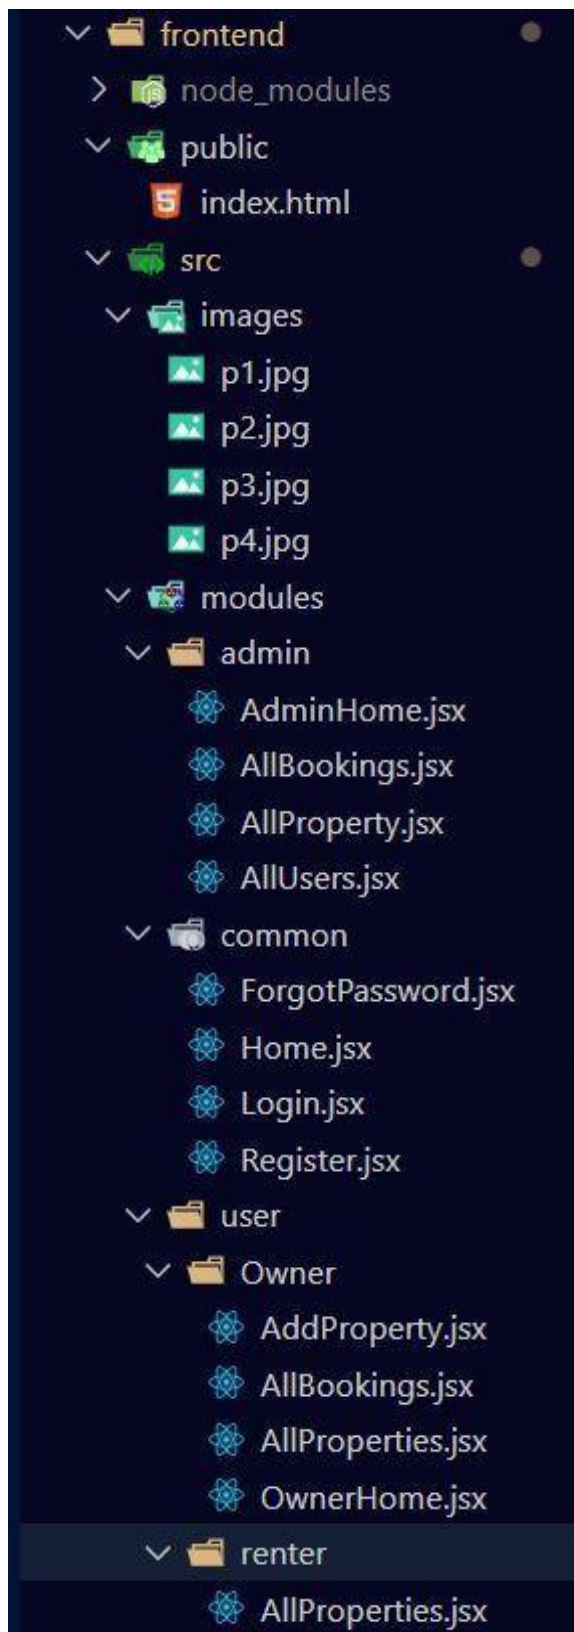 frontend
node_modules
public
index.html
src
images
p1.jpg
p2.jpg
p3.jpg
p4.jpg
modules
admin
AdminHome.jsx
AllBookings.jsx
AllProperty.jsx
AllUsers.jsx
common
ForgotPassword.jsx
Home.jsx
Login.jsx
Register.jsx
user
Owner
AddProperty.jsx
AllBookings.jsx
AllProperties.jsx
OwnerHome.jsx
renter
AllProperties.jsx